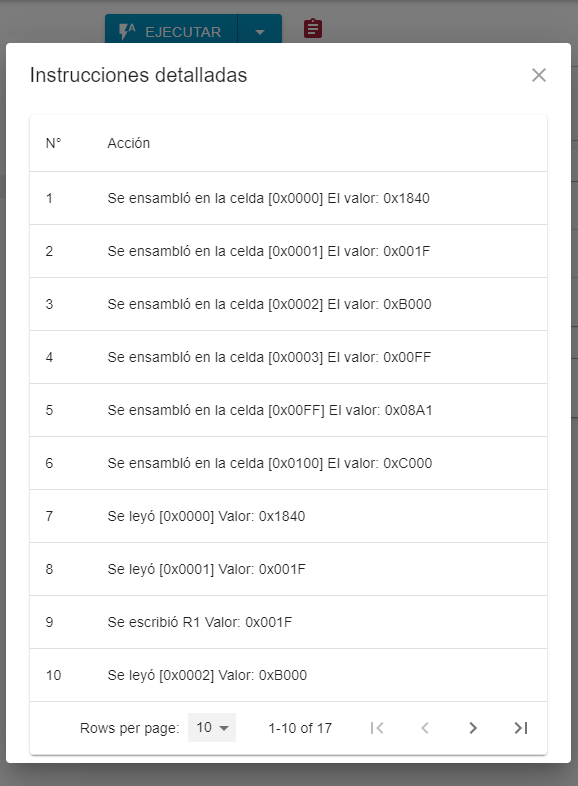 EJECUTAR
Instrucciones detalladas
N° Acción
1 Se ensambló en la celda [0x0000] El valor: 0x1840
2 Se ensambló en la celda [0x0001] El valor: 0x001F
3 Se ensambló en la celda [0x0002] El valor: 0xB000
4 Se ensambló en la celda [0x0003] El valor: 0x00FF
5 Se ensambló en la celda [0x00FF] El valor: 0x08A1
6 Se ensambló en la celda [0x0100] El valor: 0xC000
7 Se leyó [0x0000] Valor: 0x1840
8 Se leyó [0x0001] Valor: 0x001F
9 Se escribió R1 Valor: 0x001F
10 Se leyó [0x0002] Valor: 0xB000
Rows per page: 10 1-10 of 17